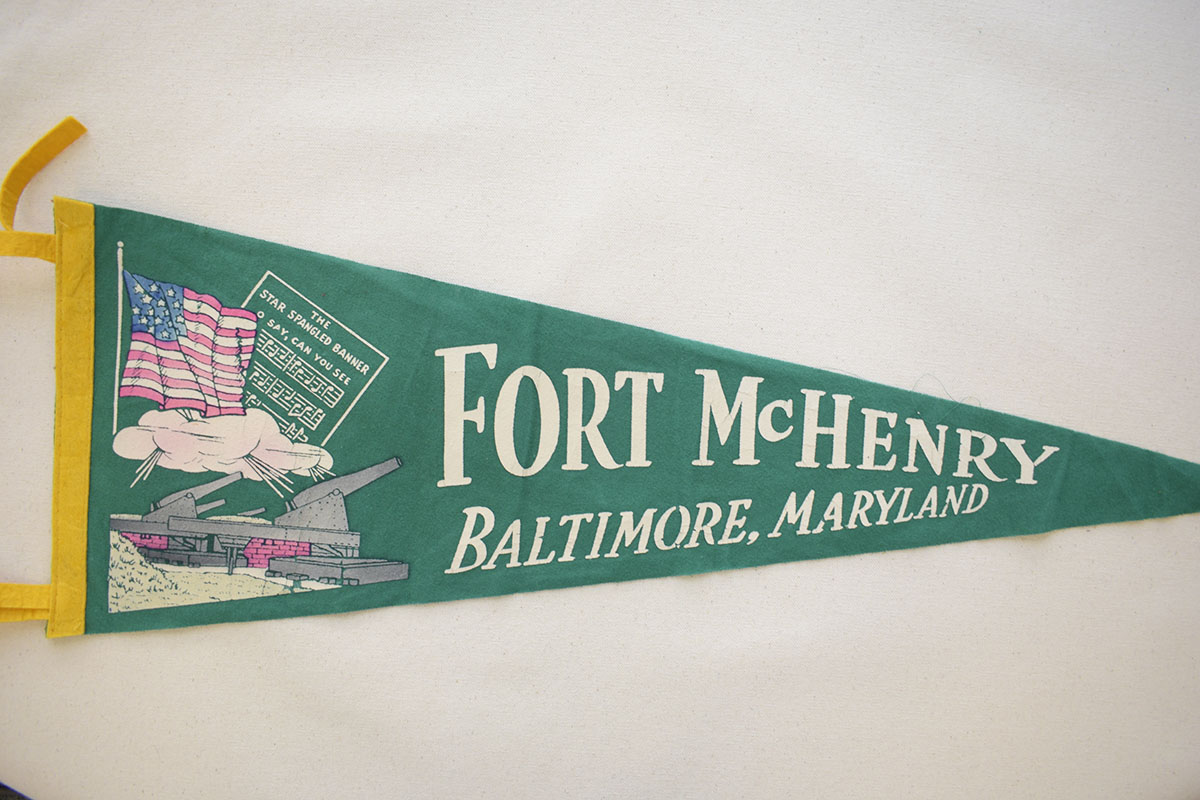 THE
STAR SPANGLED BANNER
O SAY, CAN YOU SEE
FORT McHENRY
BALTIMORE, MARYLAND